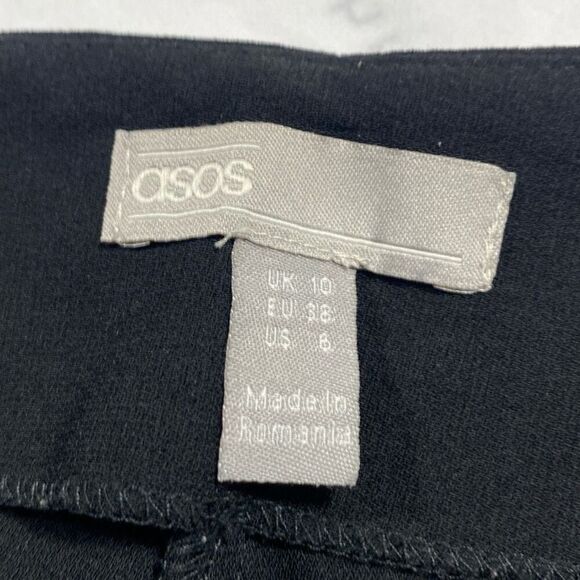 asos
UK 10
EU 38
US 6
Made In
Romania